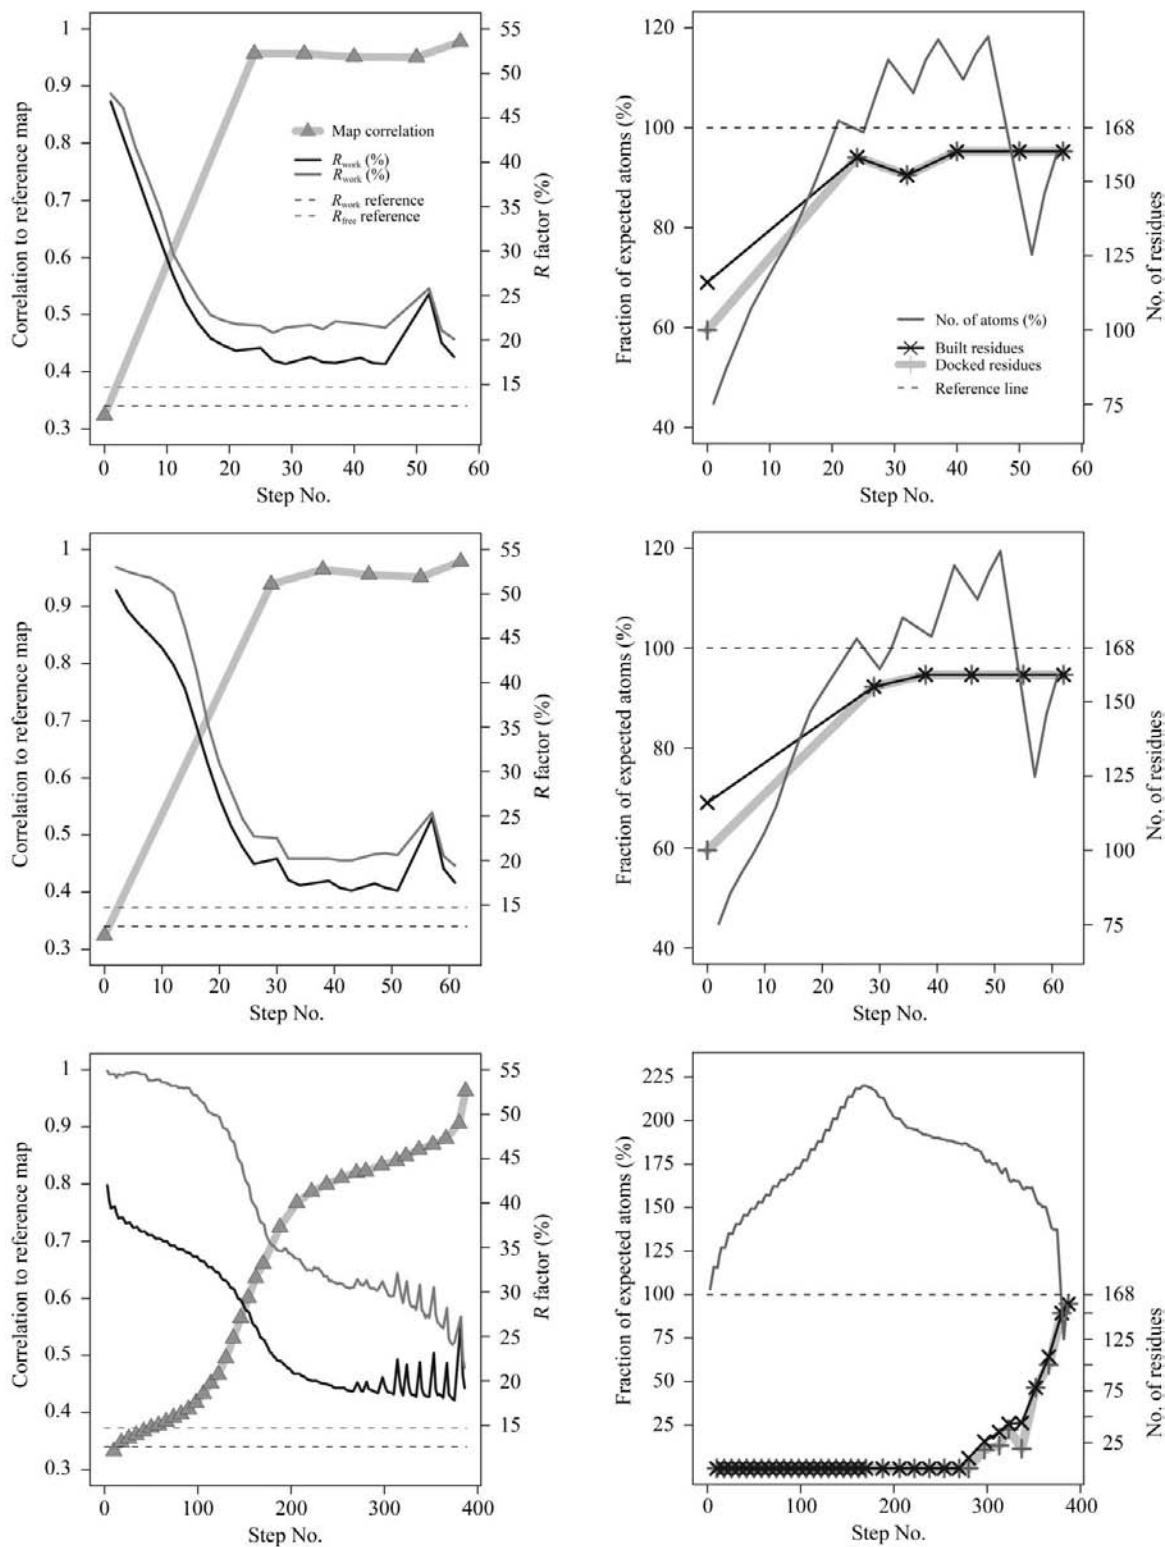 1
0.9
0.8
0.7
0.6
0.5
0.4
0.3
Correlation to reference map
Map correlation
Rwork (%)
Rwork (%)
Rwork reference
Rfree reference
55
50
45
40
35
30
25
20
15
R factor (%)
0 10 20 30 40 50 60
Step No.
120
100
80
60
40
Fraction of expected atoms (%)
No. of atoms (%)
Built residues
Docked residues
Reference line
168
150
125
100
75
No. of residues
0 10 20 30 40 50 60
Step No.
1
0.9
0.8
0.7
0.6
0.5
0.4
0.3
Correlation to reference map
55
50
45
40
35
30
25
20
15
R factor (%)
0 10 20 30 40 50 60
Step No.
120
100
80
60
40
Fraction of expected atoms (%)
168
150
125
100
75
No. of residues
0 10 20 30 40 50 60
Step No.
1
0.9
0.8
0.7
0.6
0.5
0.4
0.3
Correlation to reference map
55
50
45
40
35
30
25
20
15
R factor (%)
0 100 200 300 400
Step No.
225
200
175
150
125
100
75
50
25
Fraction of expected atoms (%)
168
125
75
25
No. of residues
0 100 200 300 400
Step No.